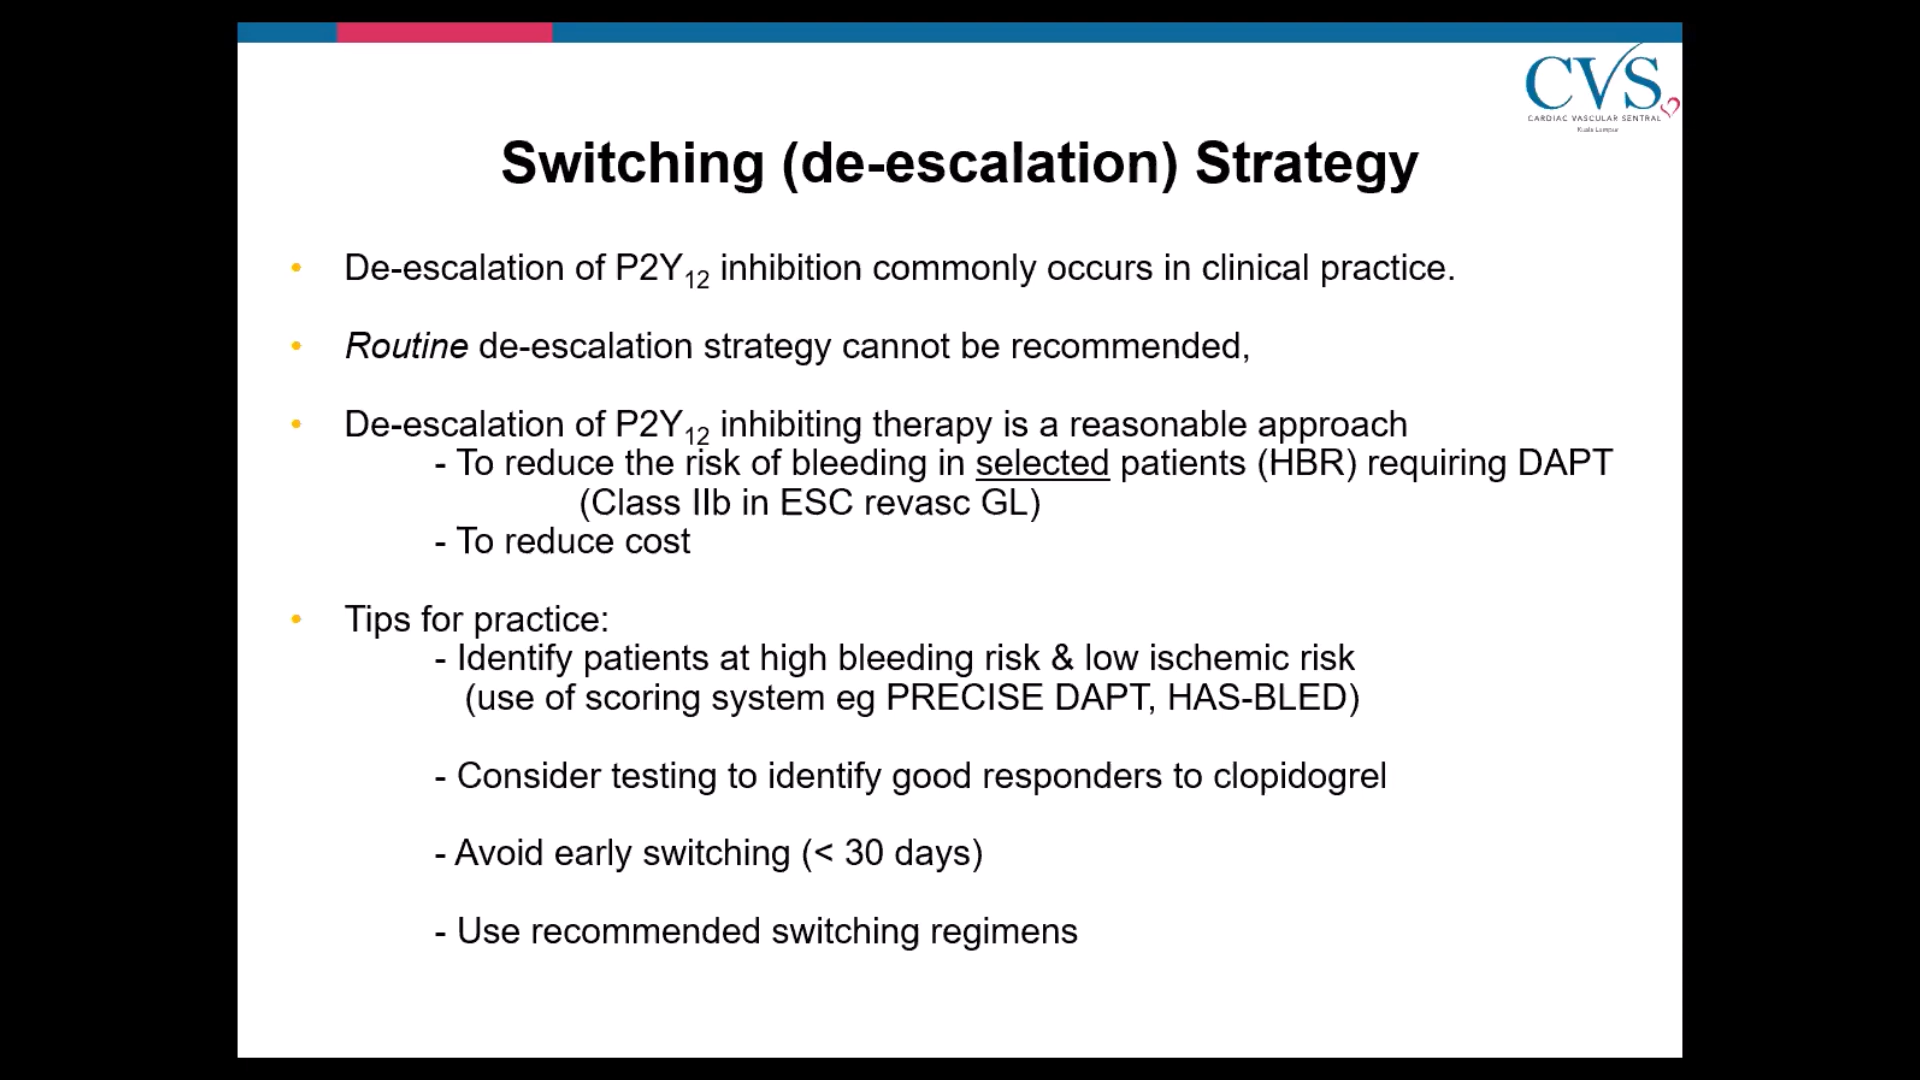 CVS
CARDIAC VASCULAR SENTRAL
Kuala Lumpur
Switching (de-escalation) Strategy
• De-escalation of P2Y12 inhibition commonly occurs in clinical practice.
• Routine de-escalation strategy cannot be recommended,
• De-escalation of P2Y12 inhibiting therapy is a reasonable approach
- To reduce the risk of bleeding in selected patients (HBR) requiring DAPT
(Class IIb in ESC revasc GL)
- To reduce cost
• Tips for practice:
- Identify patients at high bleeding risk & low ischemic risk
(use of scoring system eg PRECISE DAPT, HAS-BLED)
- Consider testing to identify good responders to clopidogrel
- Avoid early switching (< 30 days)
- Use recommended switching regimens